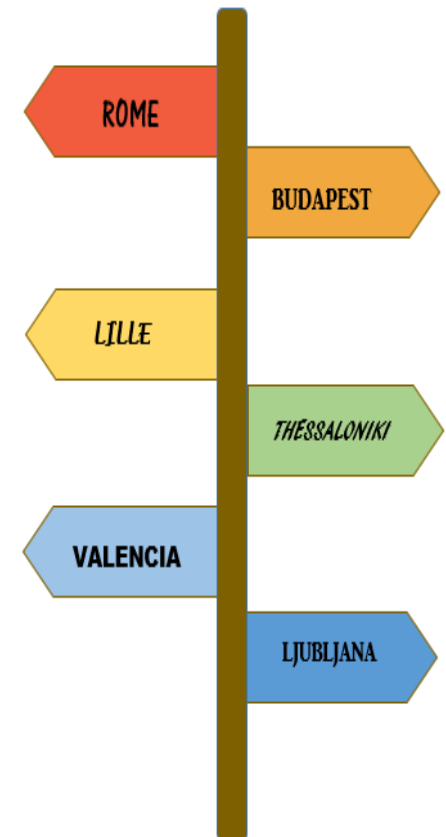 ROME
BUDAPEST
LILLE
THESSALONIKI
VALENCIA
LJUBLJANA